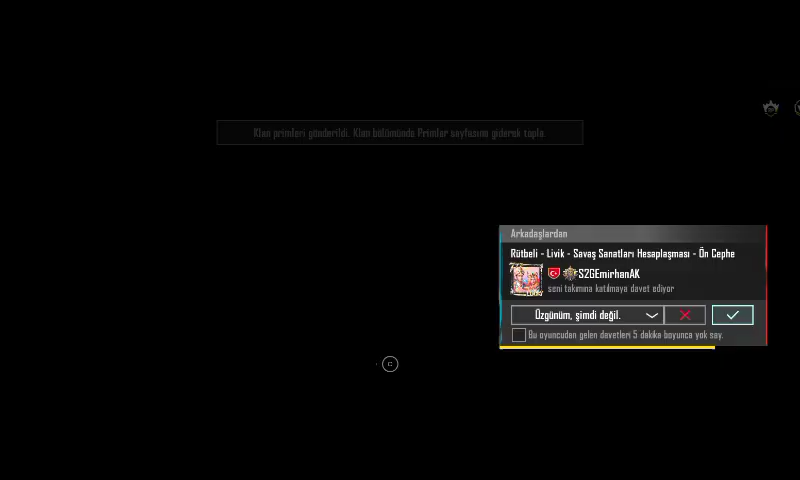 Klan primleri gönderildi. Klan bölümünde Primler sayfasına giderek topla.
Arkadaşlardan
Rütbeli - Livik - Savaş Sanatları Hesaplaşması - Ön Cephe
S2GEmirhanAK
seni takımına katılmaya davet ediyor
Üzgünüm, şimdi değil.
Bu oyuncudan gelen davetleri 5 dakika boyunca yok say.
C